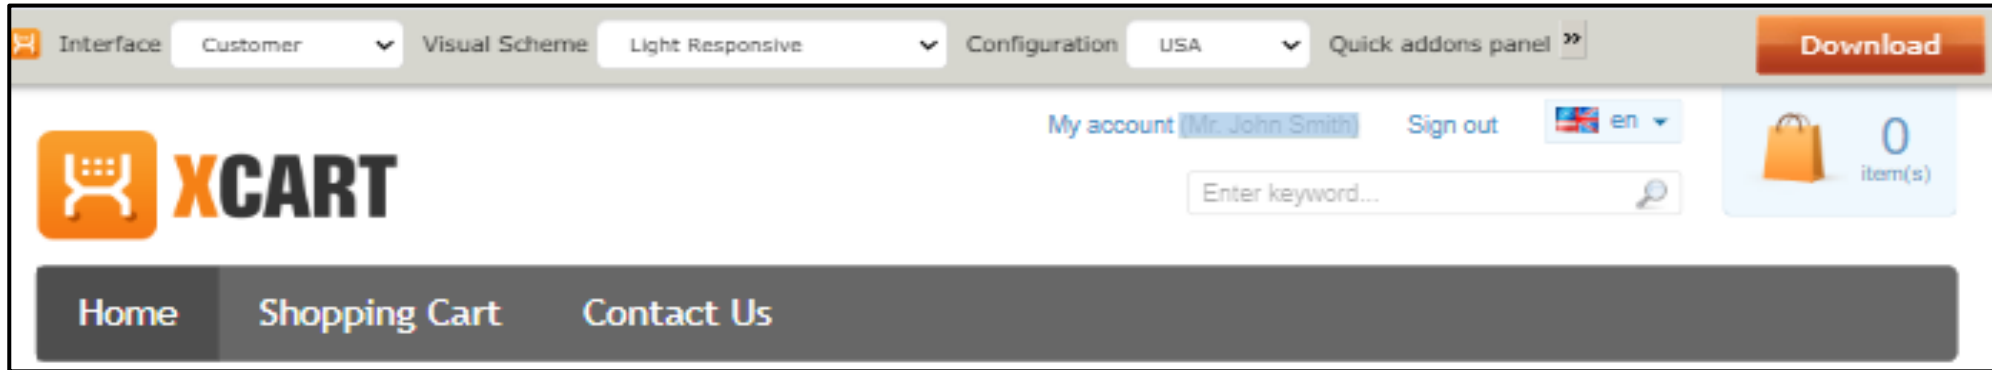 Interface Customer Visual Scheme Light Responsive Configuration USA Quick addons panel » Download
My account (Mr. John Smith) Sign out en
0
item(s)
XCART
Enter keyword...
Home Shopping Cart Contact Us